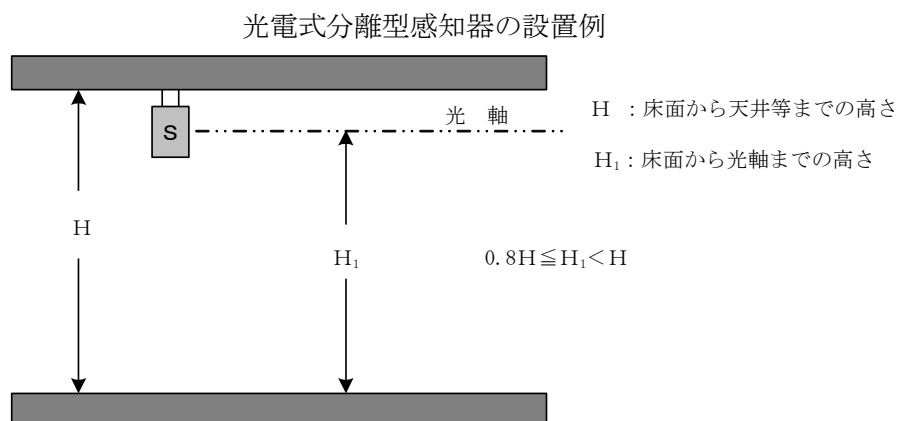 光電式分離型感知器の設置例
S
光 軸
H :床面から天井等までの高さ
H₁:床面から光軸までの高さ
H
H₁
0.8H≦H₁<H